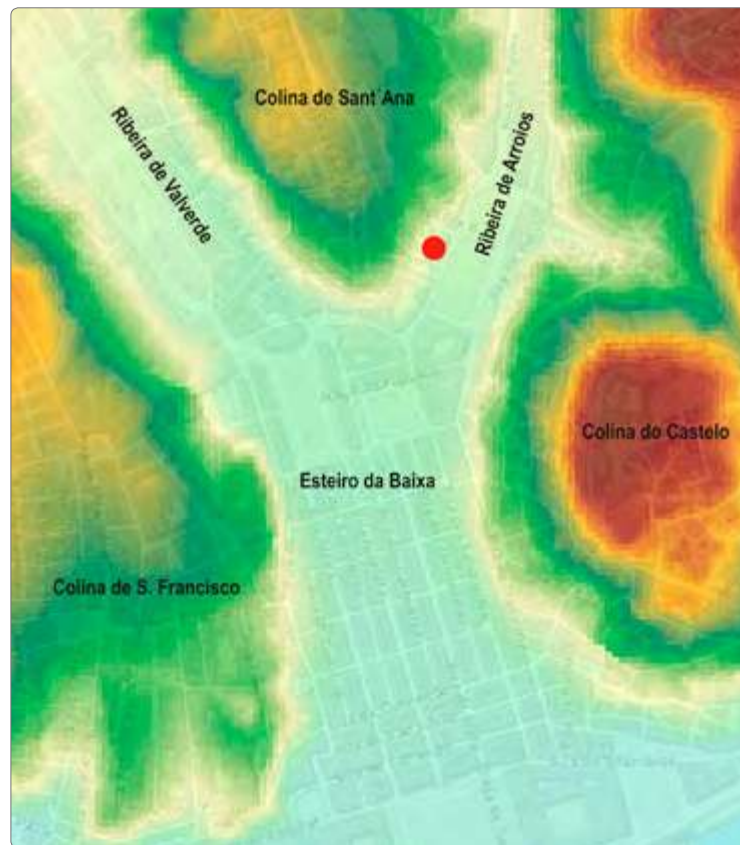 Colina de Sant´Ana
Ribeira de Valverde
Ribeira de Arroios
Colina do Castelo
Esteiro da Baixa
Colina de S. Francisco